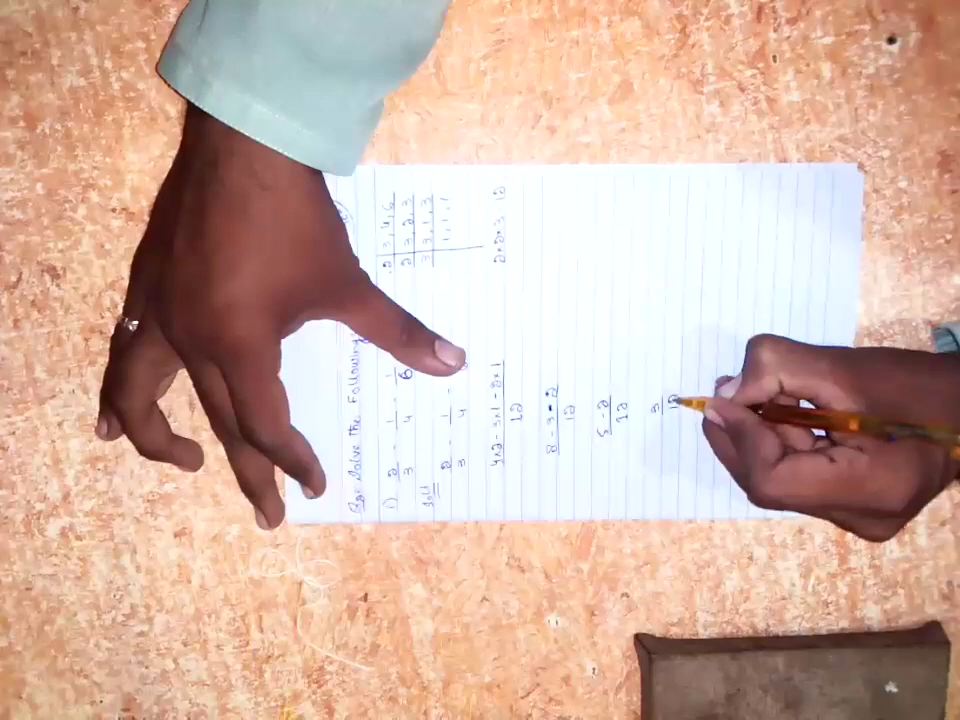 Solve the Following
2 3, 4, 6
2 3, 2, 3
3 3, 1, 3
1, 1, 1
2×2×3 12
1) 2/3 - 1/4 - 1/6
Sol
2/3 - 1/4 -
4×2 - 3×1 - 2×1
12
8 - 3 - 2
12
5 - 2
12
3
12